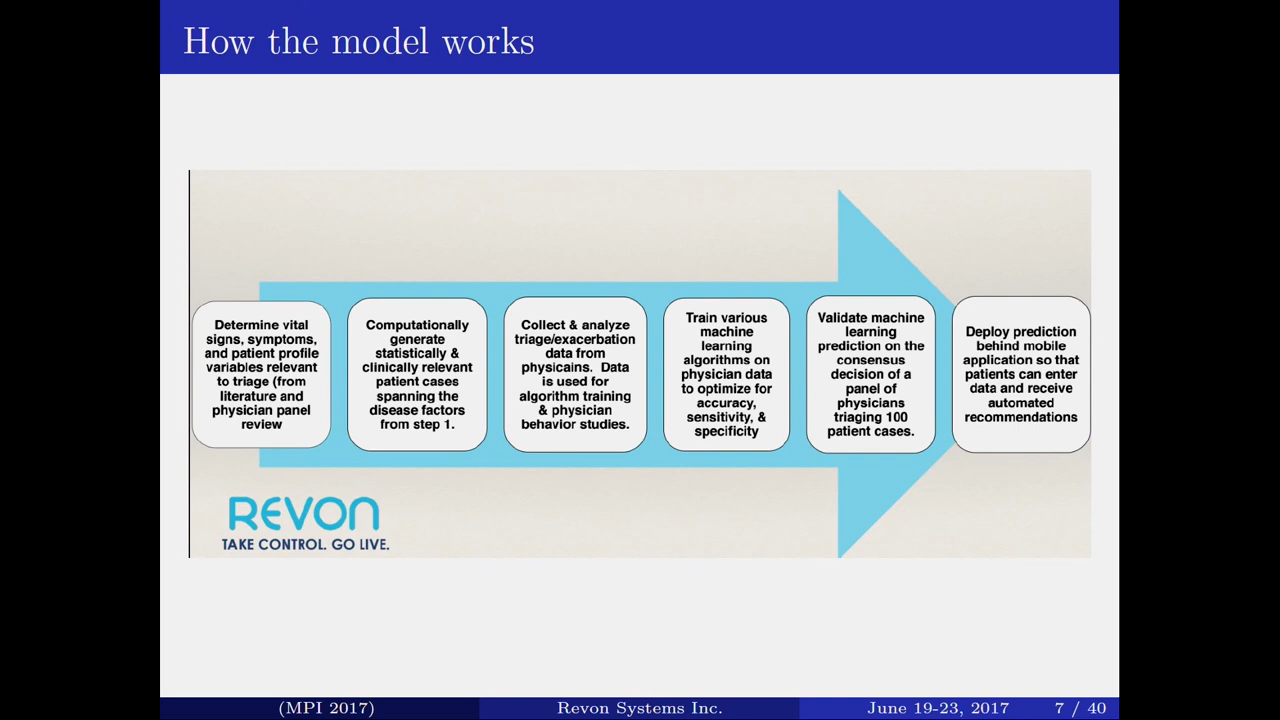 How the model works
Determine vital
signs, symptoms,
and patient profile
variables relevant
to triage (from
literature and
physician panel
review
Computationally
generate
statistically &
clinically relevant
patient cases
spanning the
disease factors
from step 1.
Collect & analyze
triage/exacerbation
data from
physicains. Data
is used for
algorithm training
& physician
behavior studies.
Train various
machine
learning
algorithms on
physician data
to optimize for
accuracy,
sensitivity, &
specificity
Validate machine
learning
prediction on the
consensus
decision of a
panel of
physicians
triaging 100
patient cases.
Deploy prediction
behind mobile
application so that
patients can enter
data and receive
automated
recommendations
REVON
TAKE CONTROL. GO LIVE.
(MPI 2017) Revon Systems Inc. June 19-23, 2017 7 / 40